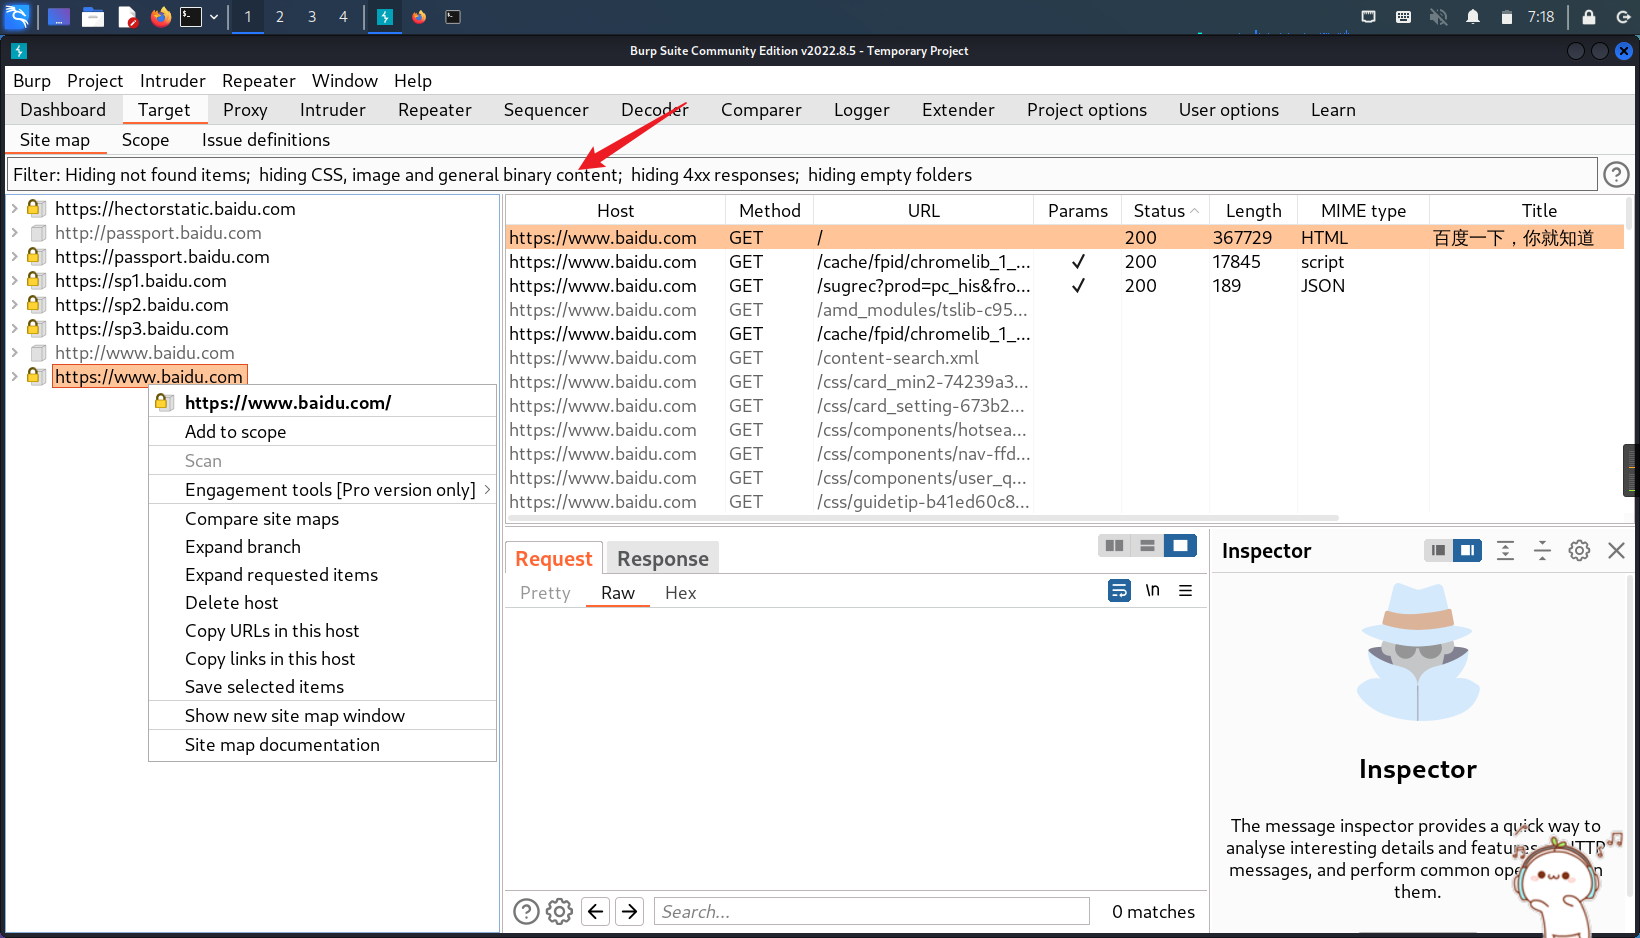 1 2 3 4 7:18
Burp Suite Community Edition v2022.8.5 - Temporary Project
Burp Project Intruder Repeater Window Help
Dashboard Target Proxy Intruder Repeater Sequencer Decoder Comparer Logger Extender Project options User options Learn
Site map Scope Issue definitions
Filter: Hiding not found items; hiding CSS, image and general binary content; hiding 4xx responses; hiding empty folders
https://hectorstatic.baidu.com
http://passport.baidu.com
https://passport.baidu.com
https://sp1.baidu.com
https://sp2.baidu.com
https://sp3.baidu.com
http://www.baidu.com
https://www.baidu.com
https://www.baidu.com/
Add to scope
Scan
Engagement tools [Pro version only]
Compare site maps
Expand branch
Expand requested items
Delete host
Copy URLs in this host
Copy links in this host
Save selected items
Show new site map window
Site map documentation
Host Method URL Params Status Length MIME type Title
https://www.baidu.com GET / 200 367729 HTML 百度一下，你就知道
https://www.baidu.com GET /cache/fpid/chromelib_1_... ✓ 200 17845 script
https://www.baidu.com GET /sugrec?prod=pc_his&fro... ✓ 200 189 JSON
https://www.baidu.com GET /amd_modules/tslib-c95...
https://www.baidu.com GET /cache/fpid/chromelib_1_...
https://www.baidu.com GET /content-search.xml
https://www.baidu.com GET /css/card_min2-74239a3...
https://www.baidu.com GET /css/card_setting-673b2...
https://www.baidu.com GET /css/components/hotsea...
https://www.baidu.com GET /css/components/nav-ffd...
https://www.baidu.com GET /css/components/user_q...
https://www.baidu.com GET /css/guidetip-b41ed60c8...
Request Response
Pretty Raw Hex \n
Search... 0 matches
Inspector
Inspector
The message inspector provides a quick way to
analyse interesting details and features
messages, and perform common
them.